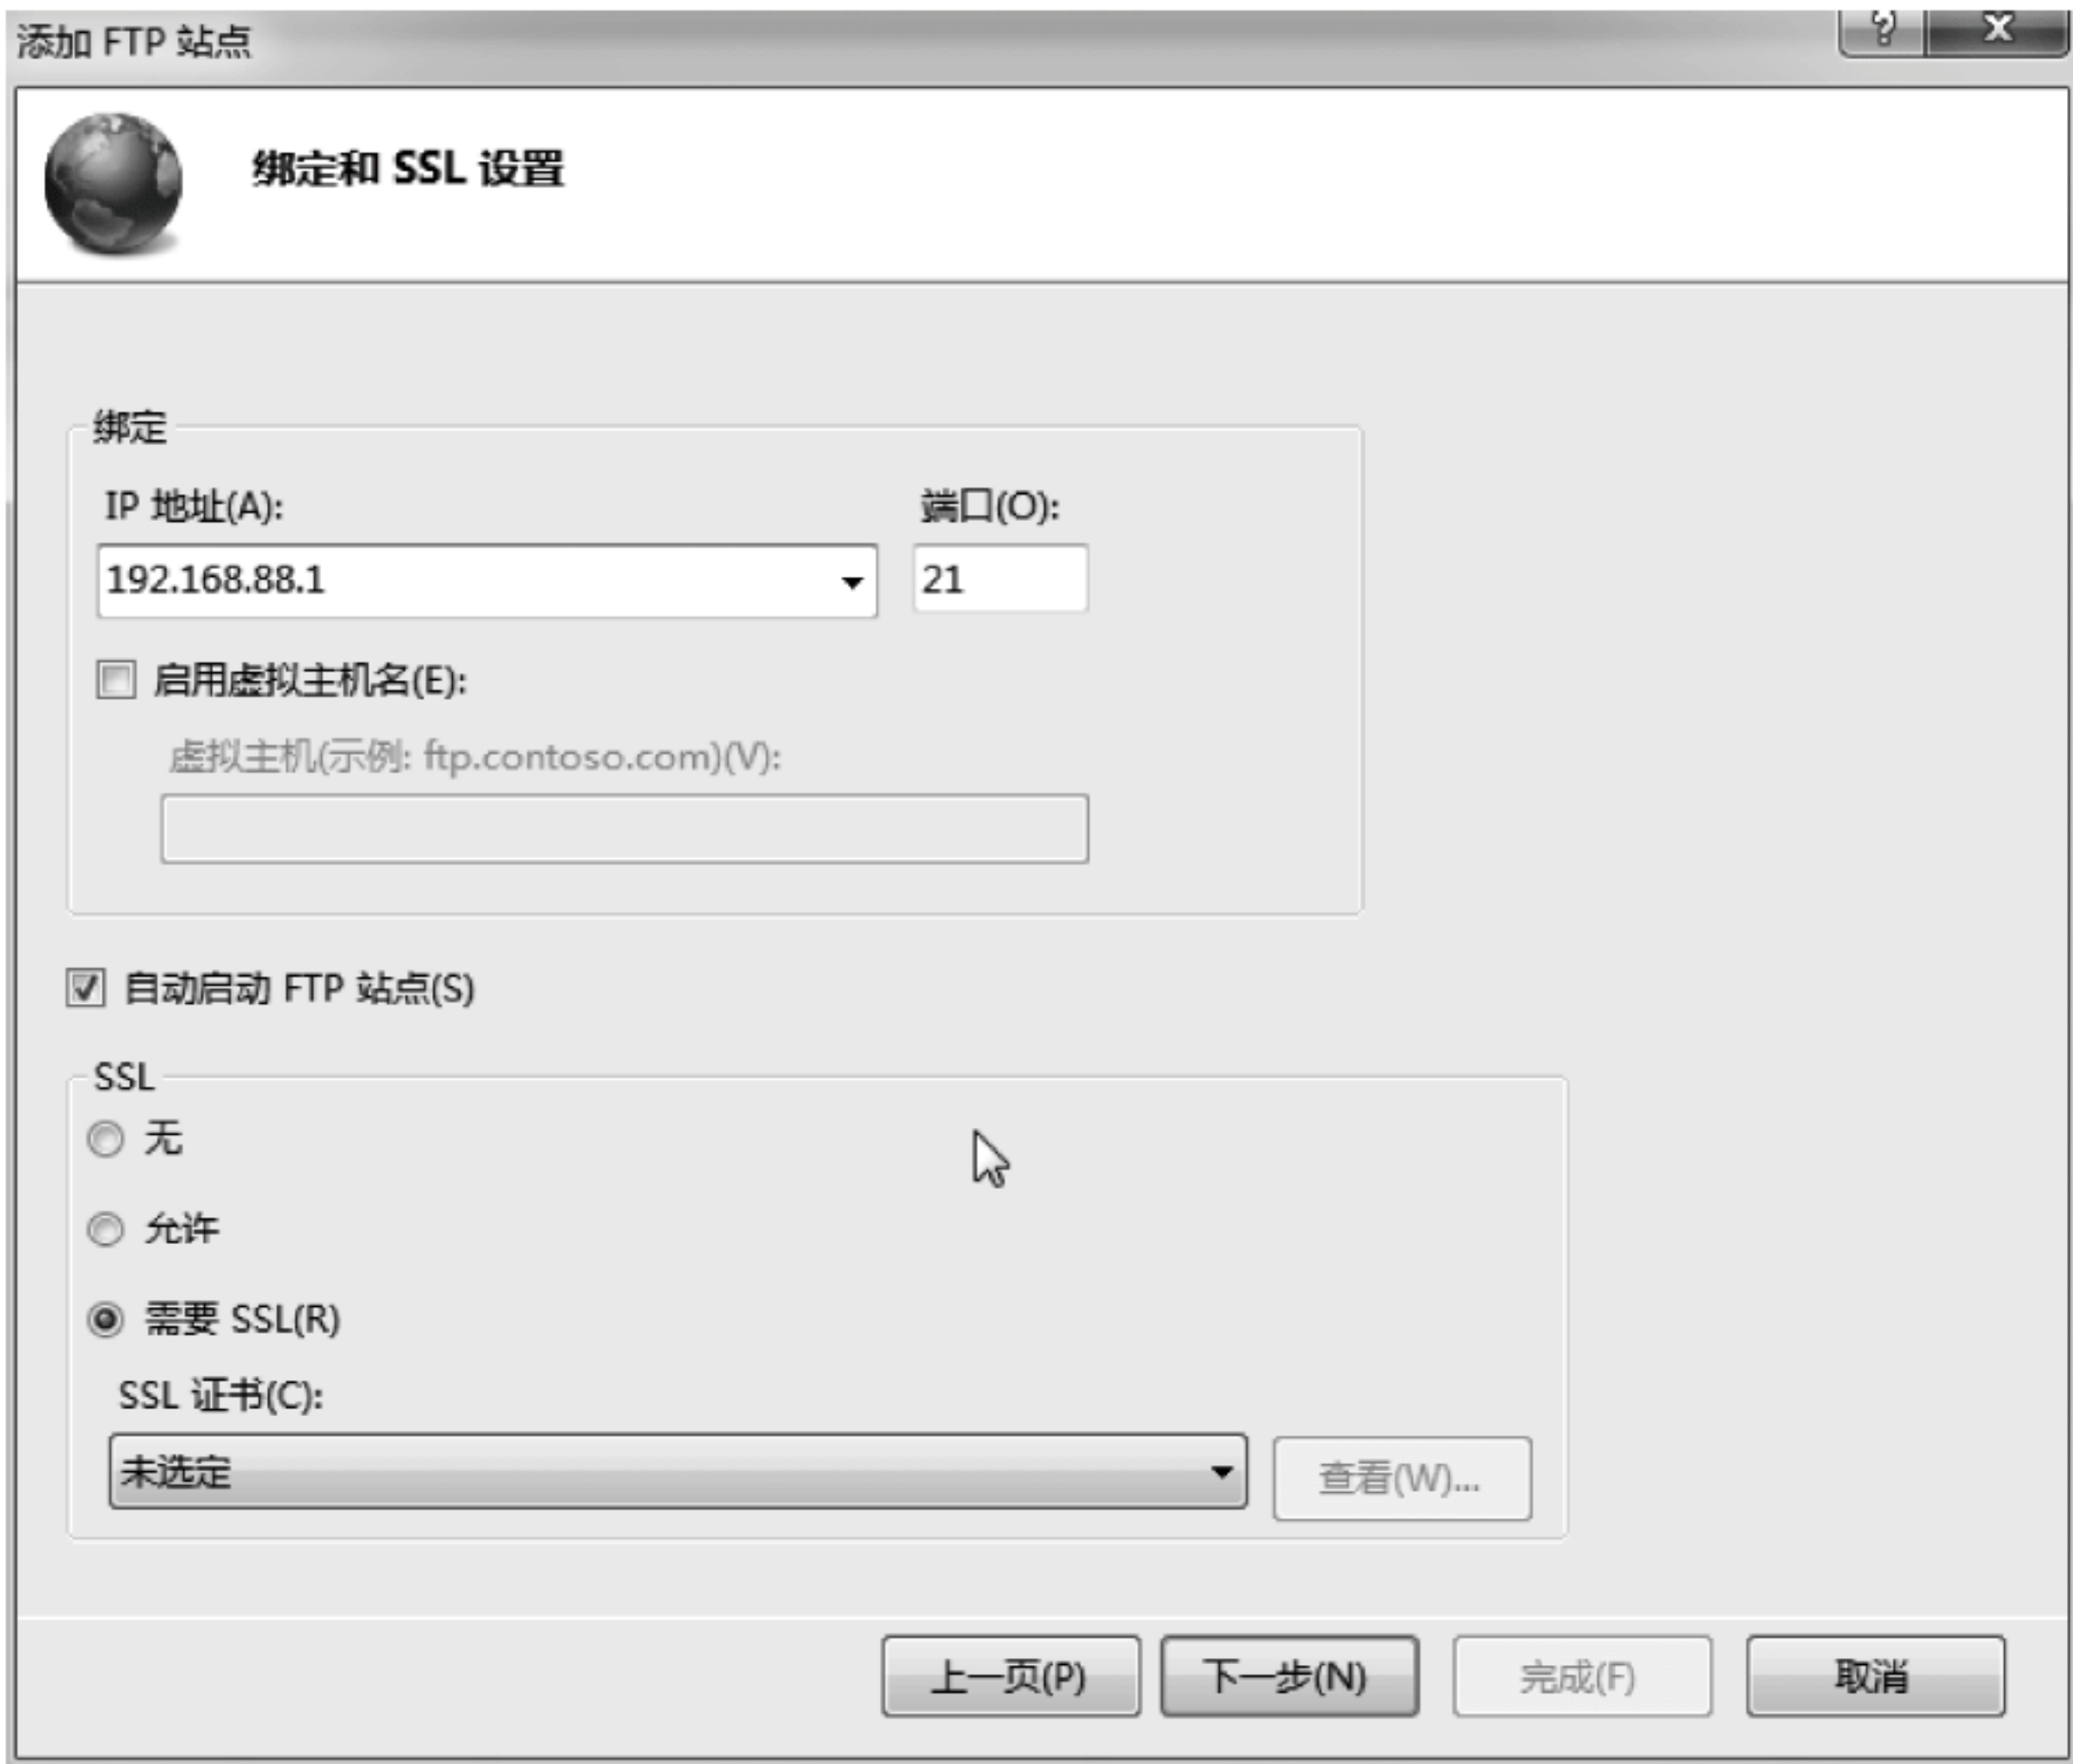 添加 FTP 站点
绑定和 SSL 设置
绑定
IP 地址(A): 端口(O):
192.168.88.1 21
启用虚拟主机名(E):
虚拟主机(示例: ftp.contoso.com)(V):
自动启动 FTP 站点(S)
SSL
无
允许
需要 SSL(R)
SSL 证书(C):
未选定 查看(W)...
上一页(P) 下一步(N) 完成(F) 取消